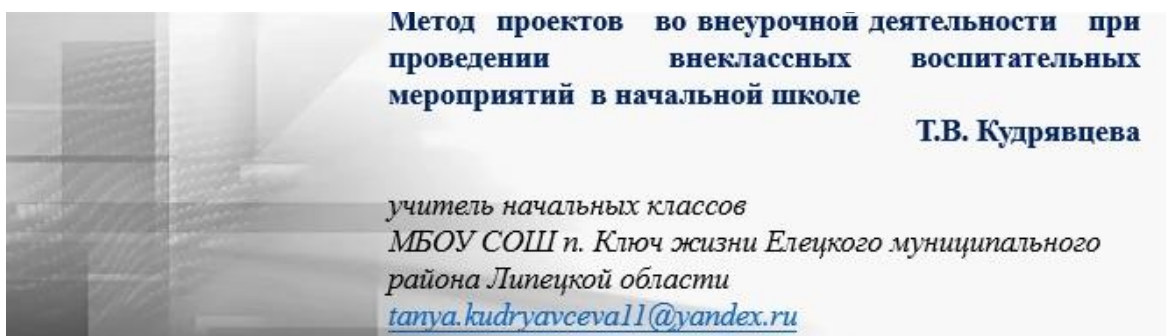 Метод проектов во внеурочной деятельности при
проведении внеклассных воспитательных
мероприятий в начальной школе
Т.В. Кудрявцева
учитель начальных классов
МБОУ СОШ п. Ключ жизни Елецкого муниципального
района Липецкой области
tanya.kudryavceva11@yandex.ru